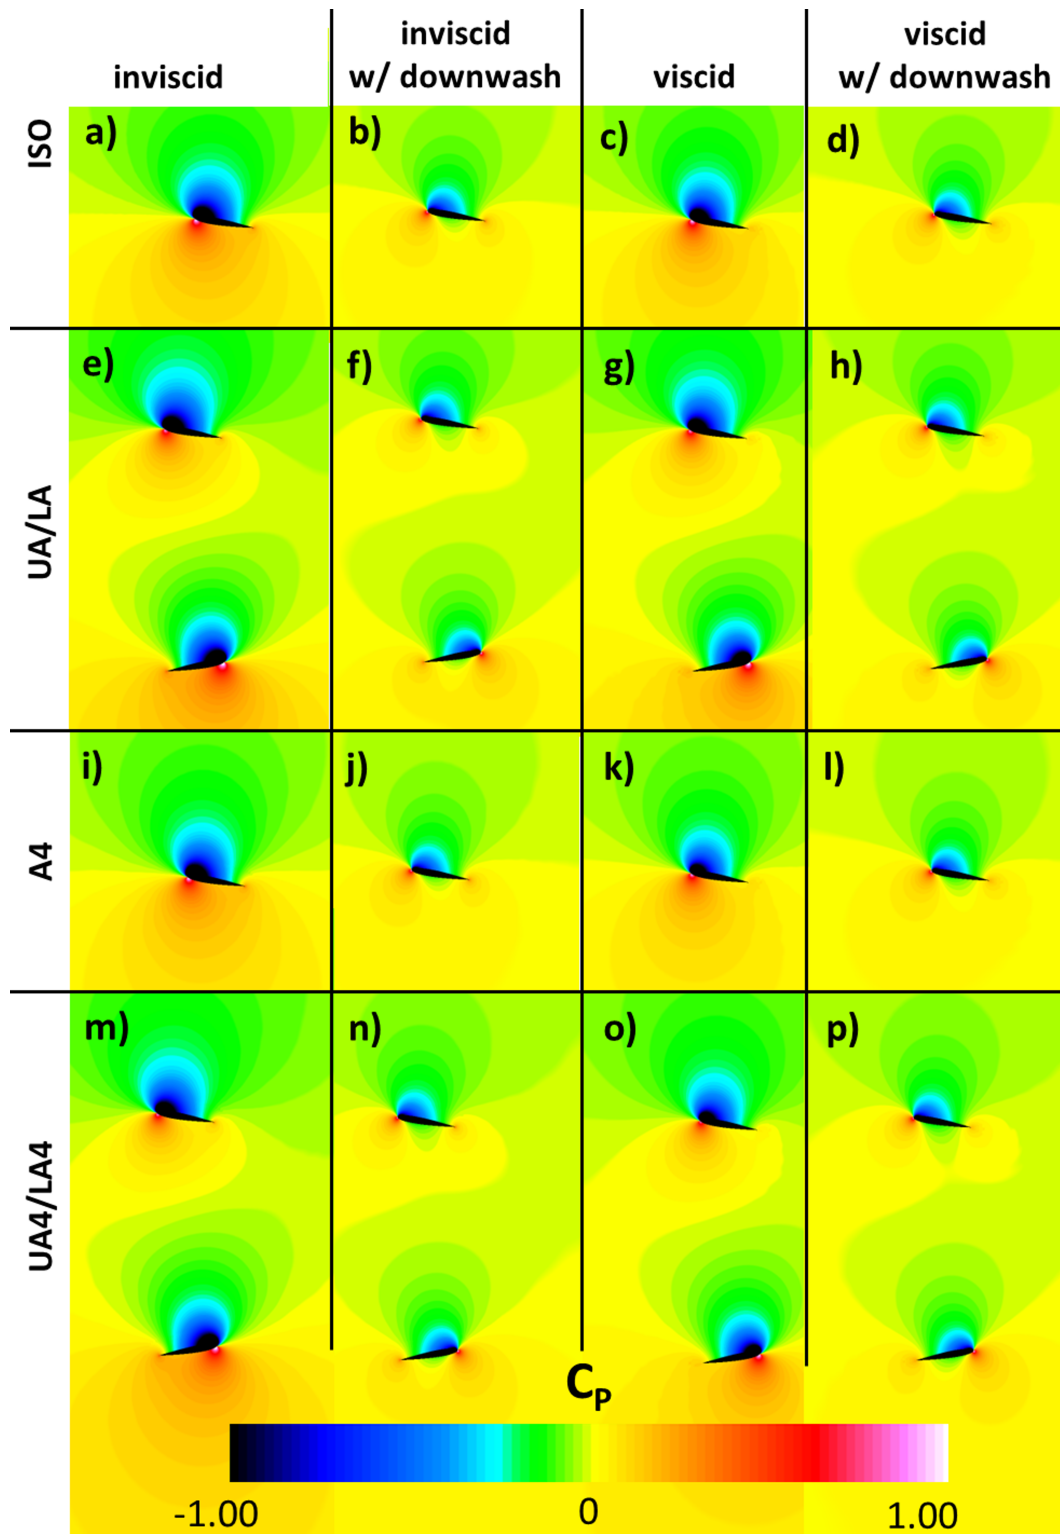 inviscid
inviscid
w/ downwash
viscid
viscid
w/ downwash
ISO
a)
b)
c)
d)
UA/LA
e)
f)
g)
h)
A4
i)
j)
k)
l)
UA4/LA4
m)
n)
o)
p)
CP
-1.00
0
1.00